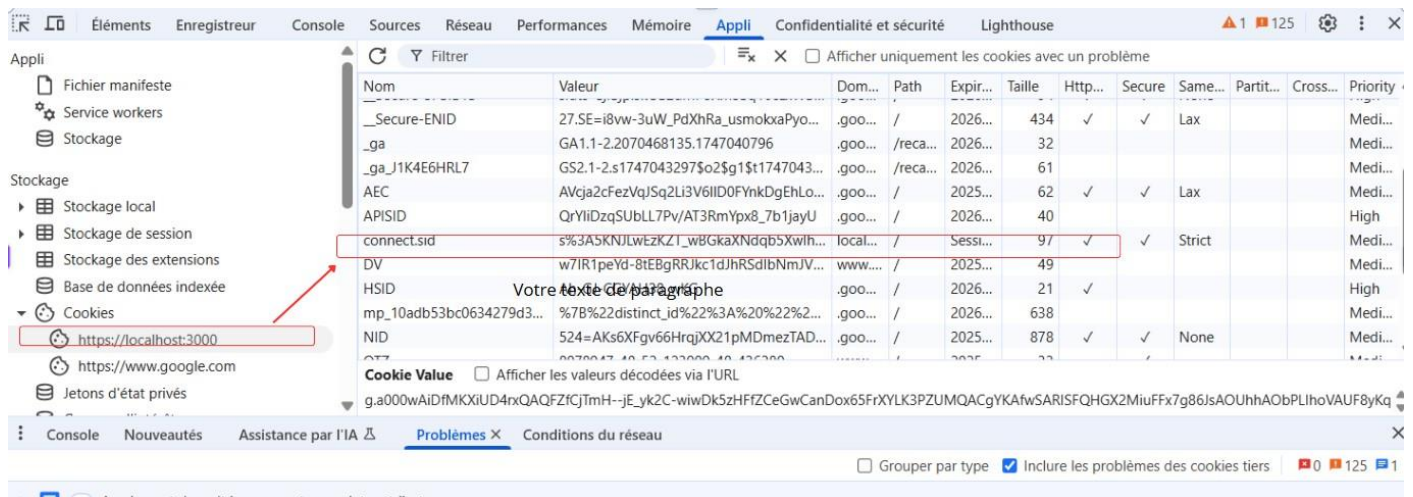 Éléments Enregistreur Console Sources Réseau Performances Mémoire Appli Confidentialité et sécurité Lighthouse 1 125
Appli
Fichier manifeste
Service workers
Stockage
Stockage
Stockage local
Stockage de session
Stockage des extensions
Base de données indexée
Cookies
https://localhost:3000
https://www.google.com
Jetons d'état privés
Filtrer Afficher uniquement les cookies avec un problème
Nom Valeur Dom... Path Expir... Taille Http... Secure Same... Partit... Cross... Priority
__Secure-ENID 27.SE=i8vw-3uW_PdXhRa_usmokxaPyo... .goo... / 2026... 434 ✓ ✓ Lax Medi...
_ga GA1.1-2.2070468135.1747040796 .goo... /reca... 2026... 32 Medi...
_ga_J1K4E6HRL7 GS2.1-2.s1747043297$o2$g1$t1747043... .goo... /reca... 2026... 61 Medi...
AEC AVcja2cFezVqJSq2Li3V6IlD0FYnkDgEhLo... .goo... / 2025... 62 ✓ ✓ Lax Medi...
APISID QrYIiDzqSUbLL7Pv/AT3RmYpx8_7b1jayU .goo... / 2026... 40 High
connect.sid s%3A5KNJLwEzKZT_wBGkaXNdqb5Xwlh... local... / Sessi... 97 ✓ ✓ Strict Medi...
DV w7IR1peYd-8tEBgRRJkc1dJhRSdIbNmJV... www.... / 2025... 49 Medi...
HSID .goo... / 2026... 21 ✓ High
Votre texte de paragraphe
mp_10adb53bc0634279d3... %7B%22distinct_id%22%3A%20%22%2... .goo... / 2026... 638 Medi...
NID 524=AKs6XFgv66HrqjXX21pMDmezTAD... .goo... / 2025... 878 ✓ ✓ None Medi...
Cookie Value Afficher les valeurs décodées via l'URL
g.a000wAiDfMKXiUD4rxQAQFZfCjTmH--jE_yk2C-wiwDk5zHFfZCeGwCanDox65FrXYLK3PZUMQACgYKAfwSARISFQHGX2MiuFFx7g86JsAOUhhAObPLIhoVAUF8yKq
Console Nouveautés Assistance par l'IA Problèmes Conditions du réseau
Grouper par type Inclure les problèmes des cookies tiers 0 125 1